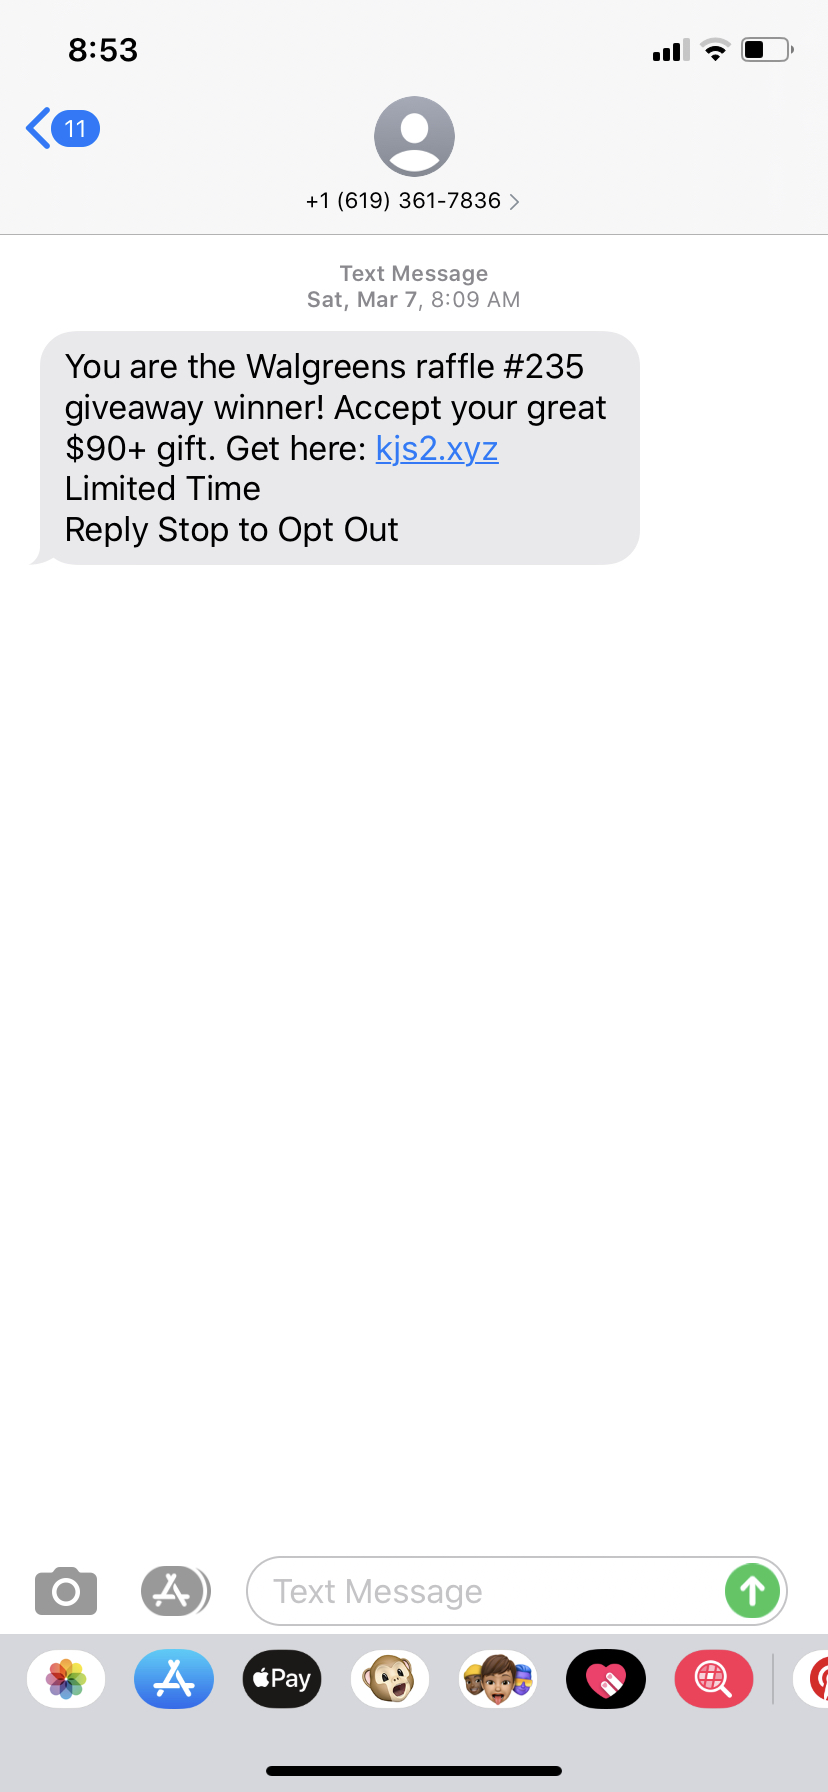 8:53
11
+1 (619) 361-7836
Text Message
Sat, Mar 7, 8:09 AM
You are the Walgreens raffle #235
giveaway winner! Accept your great
$90+ gift. Get here: kjs2.xyz
Limited Time
Reply Stop to Opt Out
Text Message
Pay